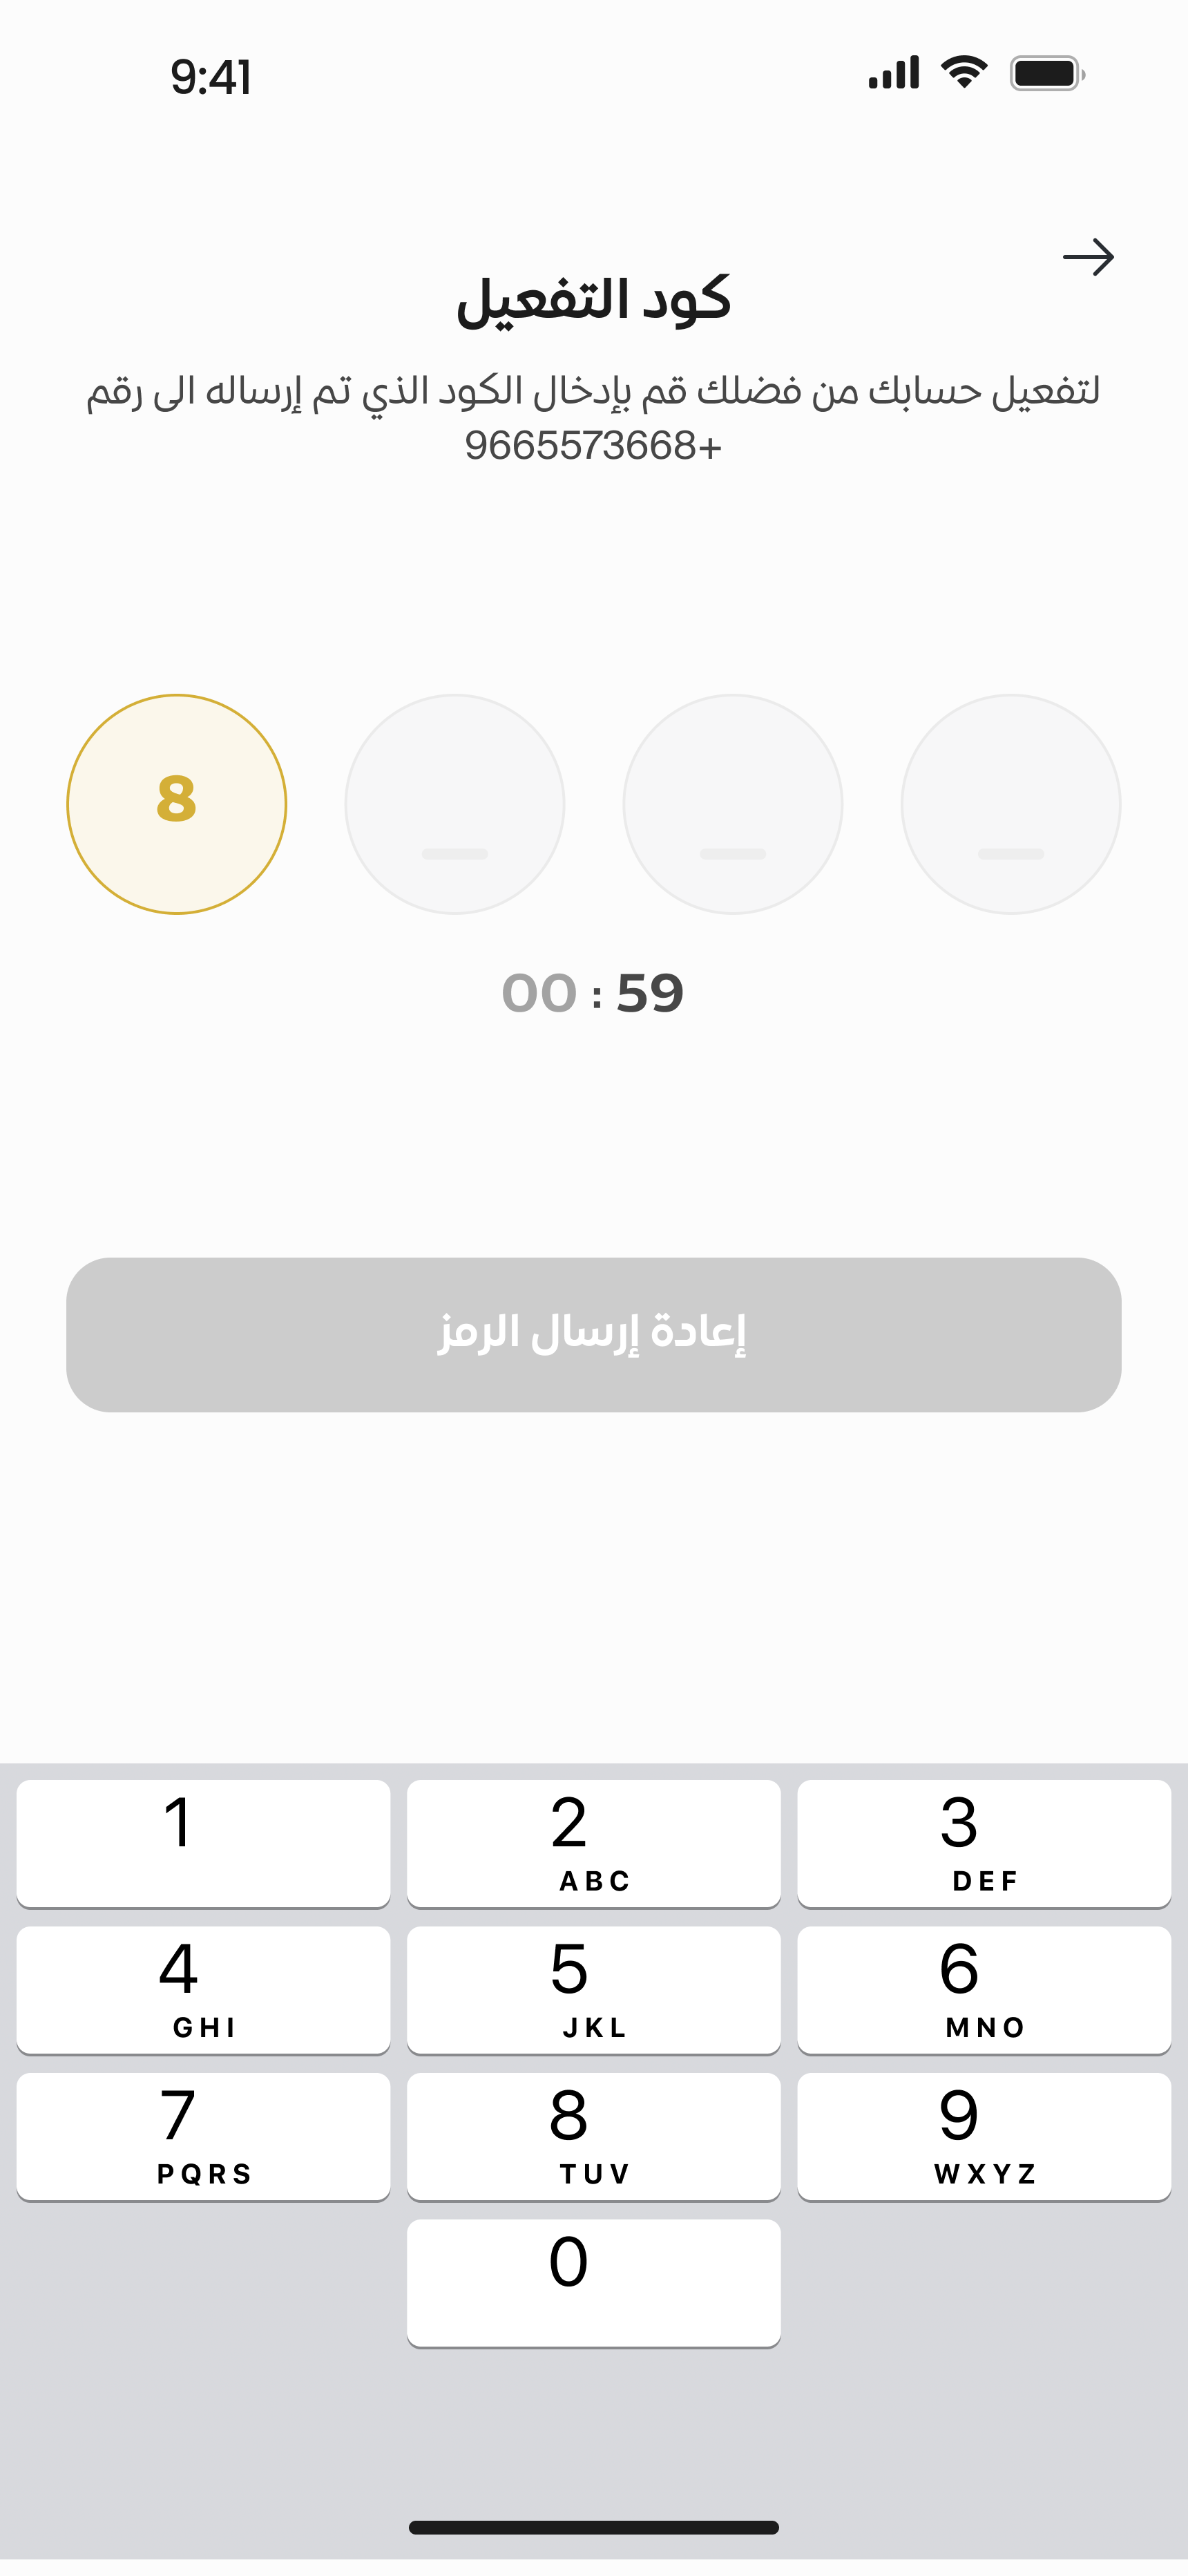 9:41
كود التفعيل
لتفعيل حسابك من فضلك قم بإدخال الكود الذي تم إرساله الى رقم
9665573668+
8
00 : 59
إعادة إرسال الرمز
1
2
ABC
3
DEF
4
GHI
5
JKL
6
MNO
7
PQRS
8
TUV
9
WXYZ
0